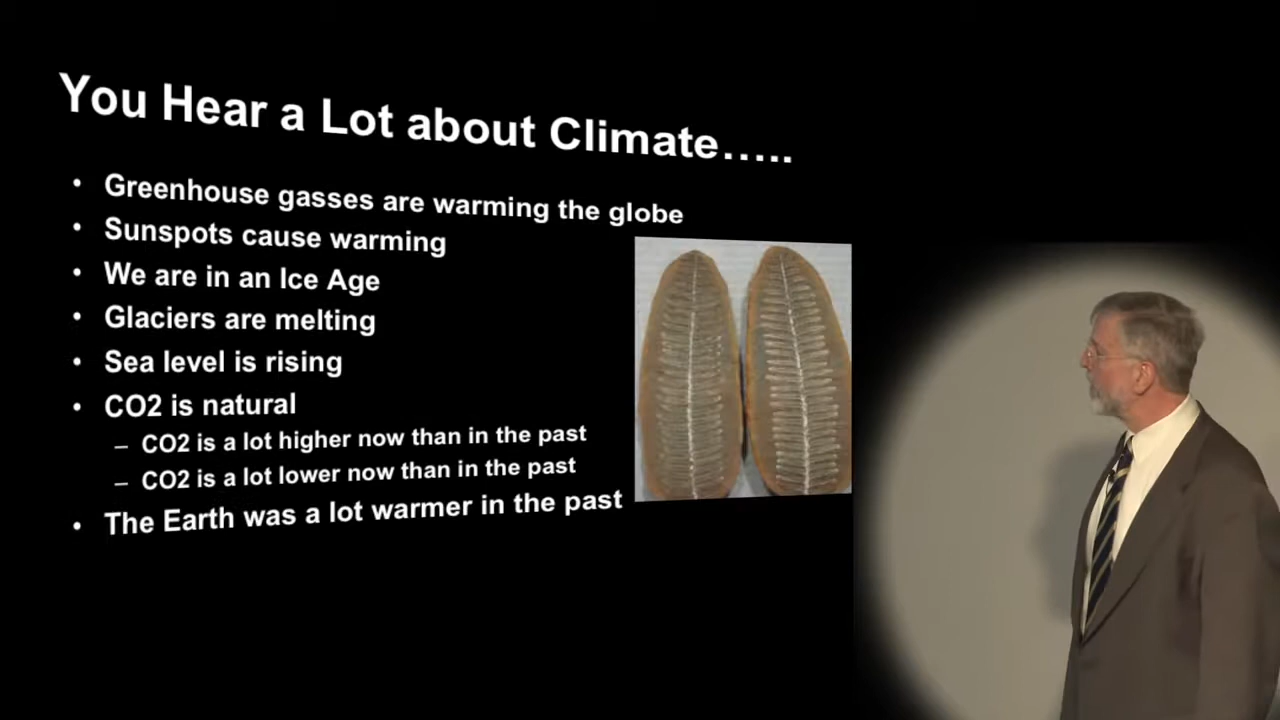 You Hear a Lot about Climate…..
• Greenhouse gasses are warming the globe
• Sunspots cause warming
• We are in an Ice Age
• Glaciers are melting
• Sea level is rising
• CO2 is natural
– CO2 is a lot higher now than in the past
– CO2 is a lot lower now than in the past
• The Earth was a lot warmer in the past